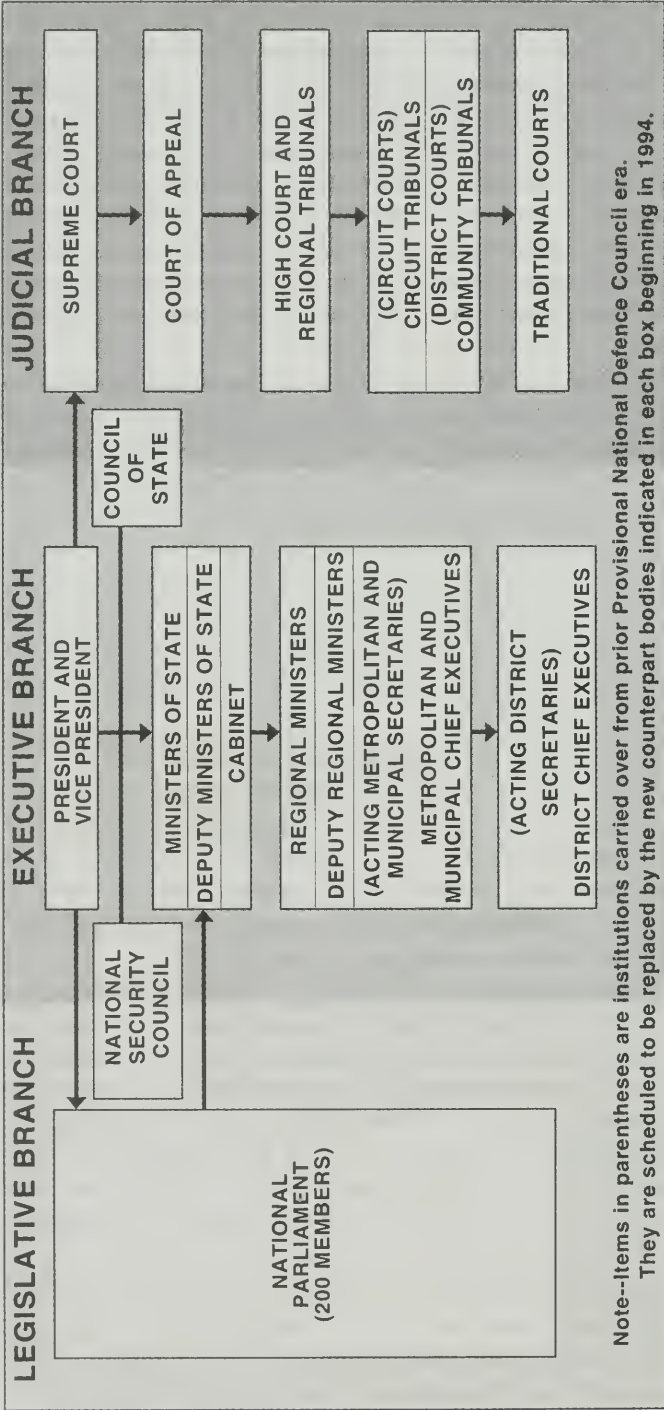 LEGISLATIVE BRANCH
NATIONAL
PARLIAMENT
(200 MEMBERS)
EXECUTIVE BRANCH
PRESIDENT AND
VICE PRESIDENT
NATIONAL
SECURITY
COUNCIL
COUNCIL
OF
STATE
MINISTERS OF STATE
DEPUTY MINISTERS OF STATE
CABINET
REGIONAL MINISTERS
DEPUTY REGIONAL MINISTERS
(ACTING METROPOLITAN AND
MUNICIPAL SECRETARIES)
METROPOLITAN AND
MUNICIPAL CHIEF EXECUTIVES
(ACTING DISTRICT
SECRETARIES)
DISTRICT CHIEF EXECUTIVES
JUDICIAL BRANCH
SUPREME COURT
COURT OF APPEAL
HIGH COURT AND
REGIONAL TRIBUNALS
(CIRCUIT COURTS)
CIRCUIT TRIBUNALS
(DISTRICT COURTS)
COMMUNITY TRIBUNALS
TRADITIONAL COURTS
Note--Items in parentheses are institutions carried over from prior Provisional National Defence Council era.
They are scheduled to be replaced by the new counterpart bodies indicated in each box beginning in 1994.